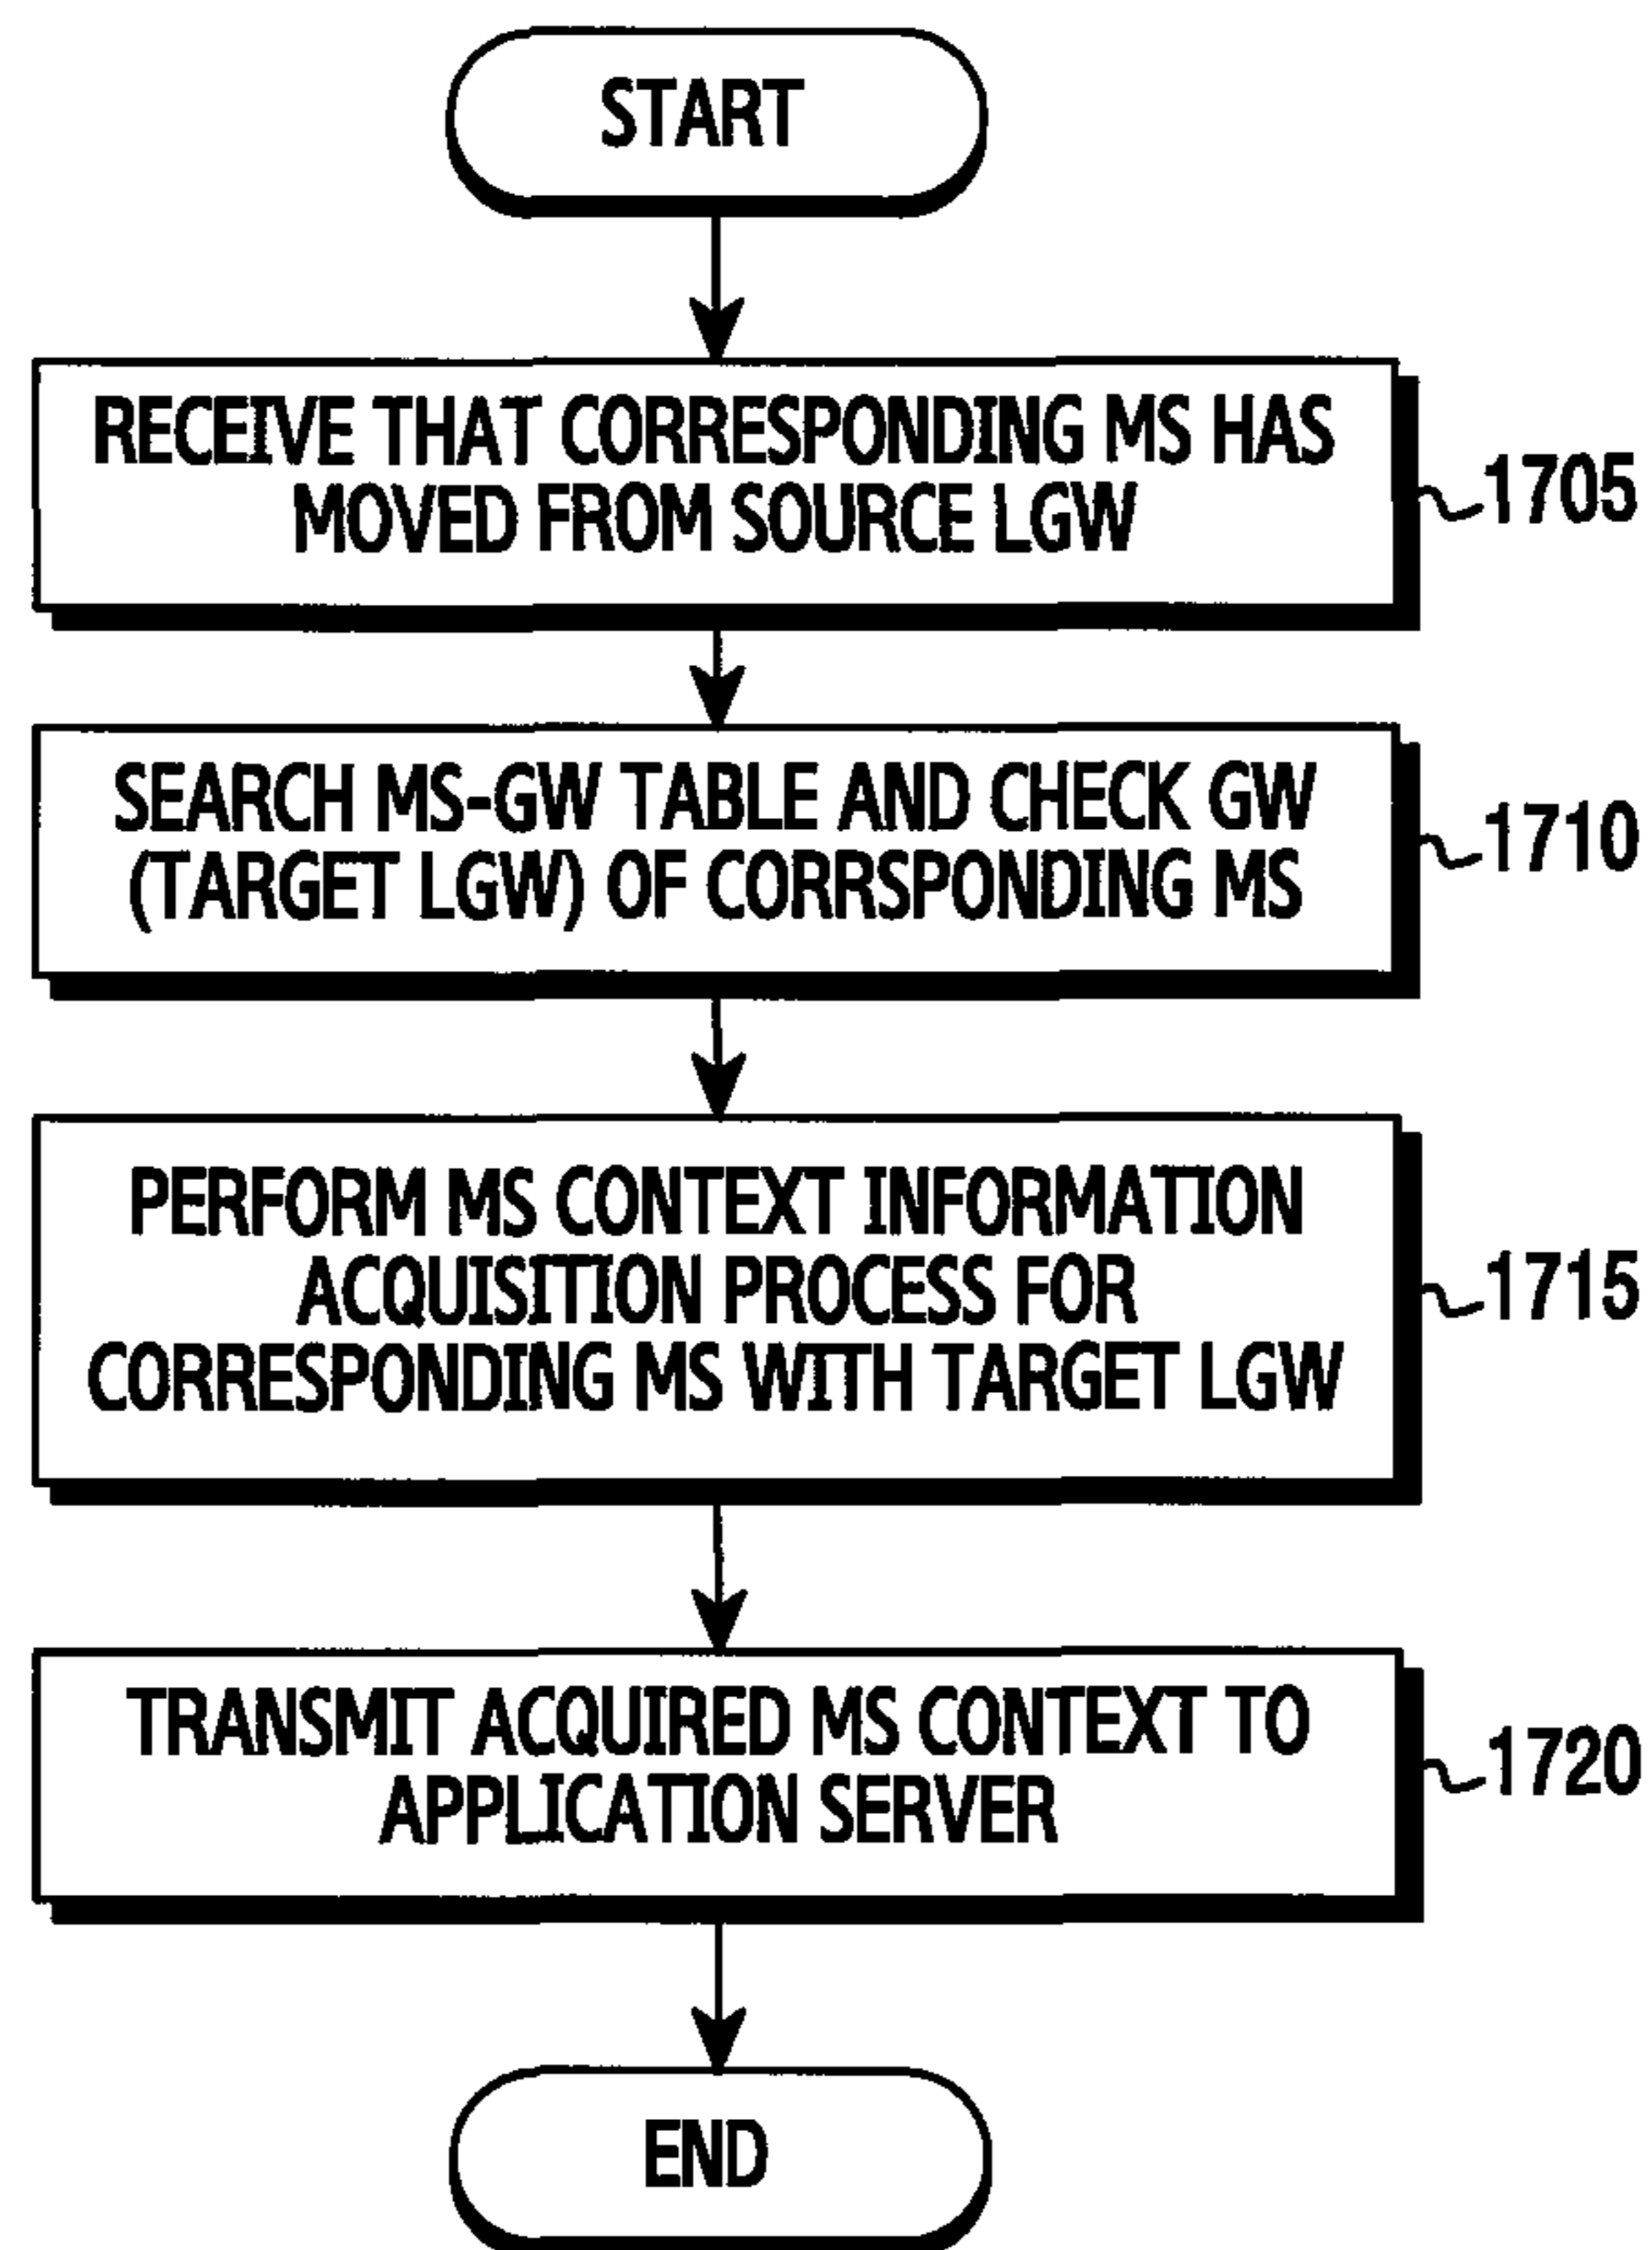 START
RECEIVE THAT CORRESPONDING MS HAS
MOVED FROM SOURCE LGW
1705
SEARCH MS-GW TABLE AND CHECK GW
(TARGET LGW) OF CORRSPONDING MS
1710
PERFORM MS CONTEXT INFORMATION
ACQUISITION PROCESS FOR
CORRESPONDING MS WITH TARGET LGW
1715
TRANSMIT ACQUIRED MS CONTEXT TO
APPLICATION SERVER
1720
END